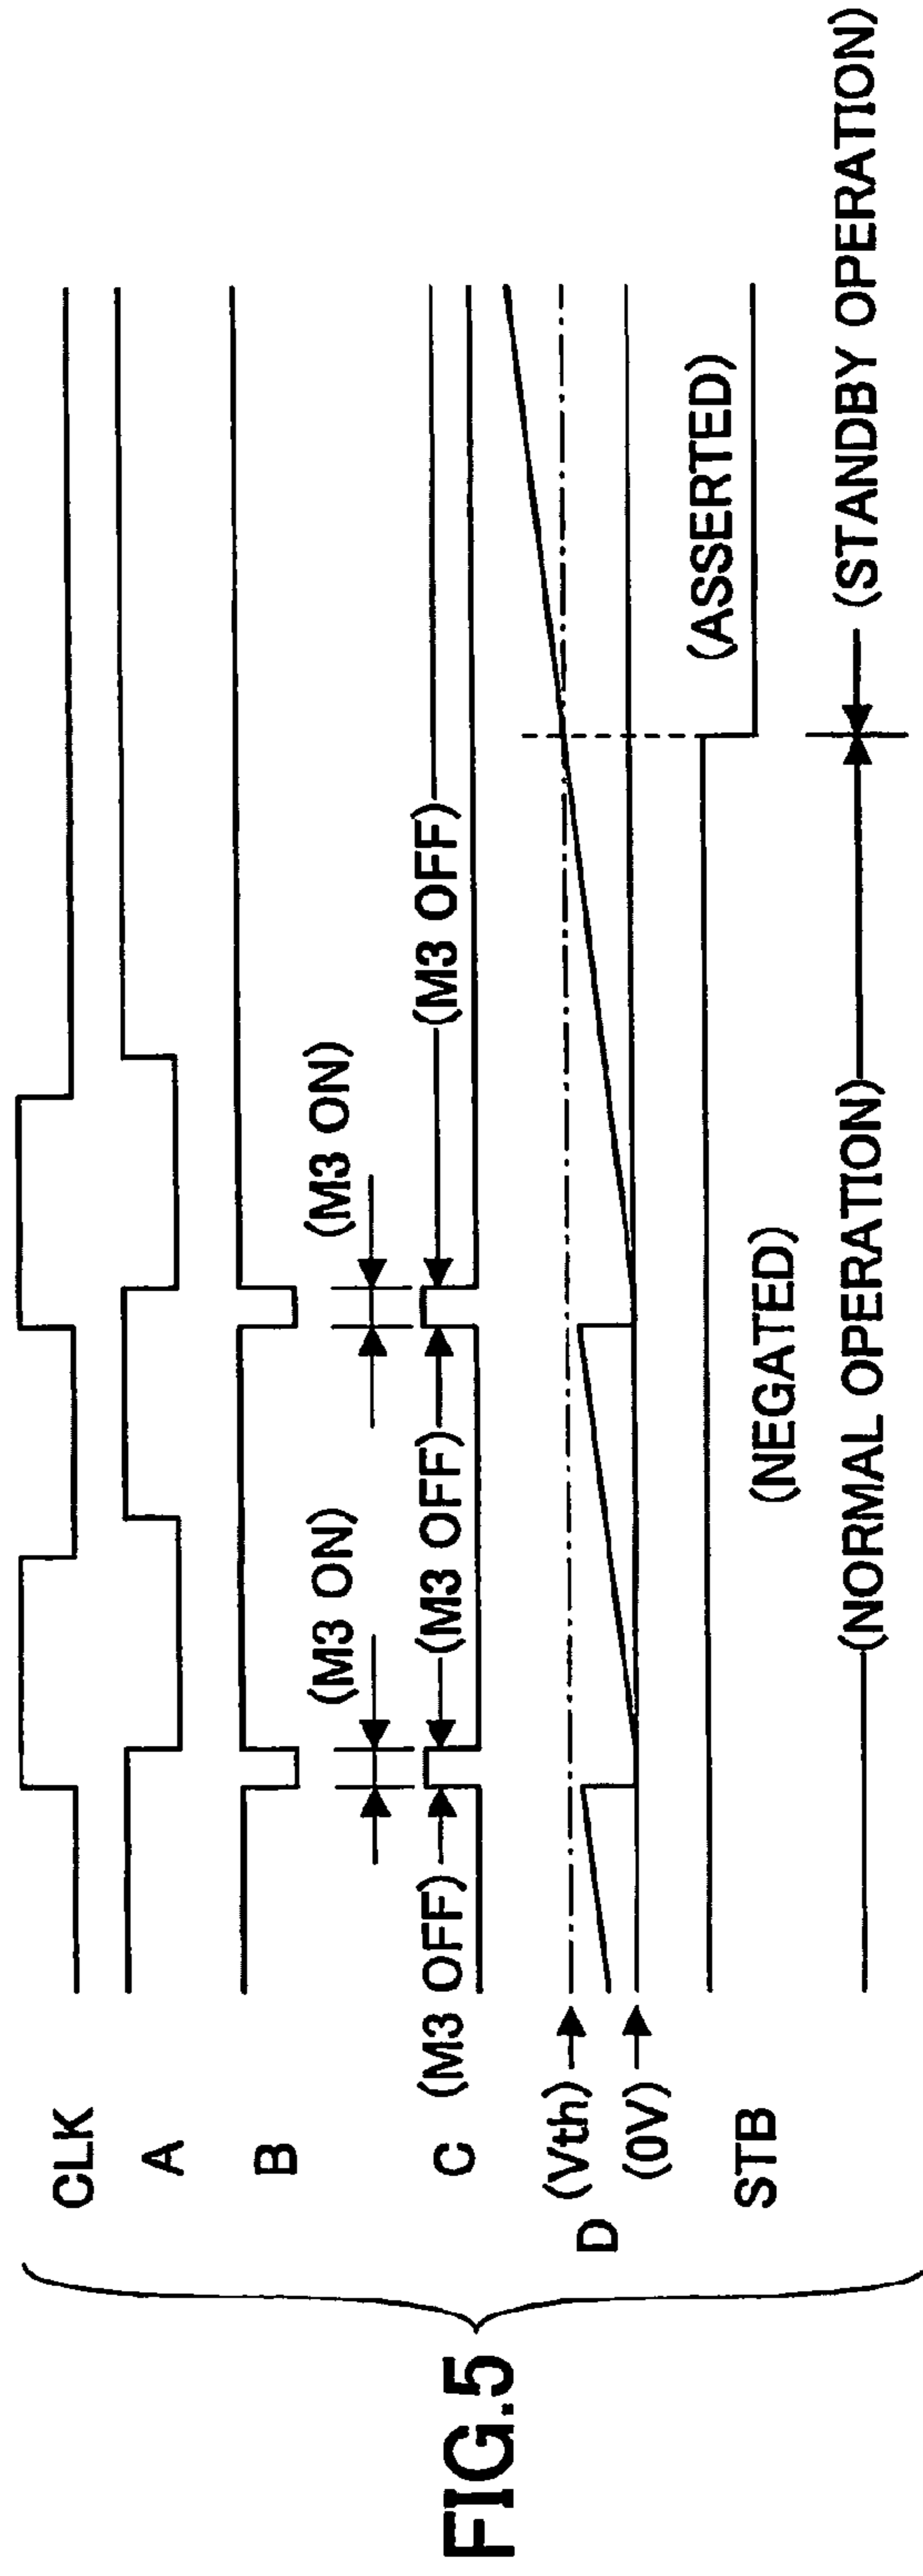 FIG.5
CLK
A
B
(M3 ON)
(M3 ON)
C
(M3 OFF)
(M3 OFF)
(M3 OFF)
D
(Vth)
(0V)
STB
(NEGATED)
(ASSERTED)
(NORMAL OPERATION)
(STANDBY OPERATION)